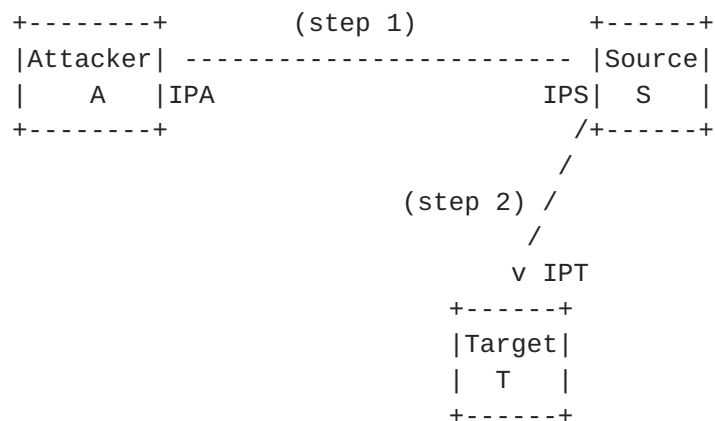 +--------+        (step 1)           +------+
|Attacker| ------------------------- |Source|
|    A   |IPA                     IPS|  S   |
+--------+                          /+------+
                                   /
                         (step 2) /
                                 /
                                v IPT
                            +------+
                            |Target|
                            |  T   |
                            +------+